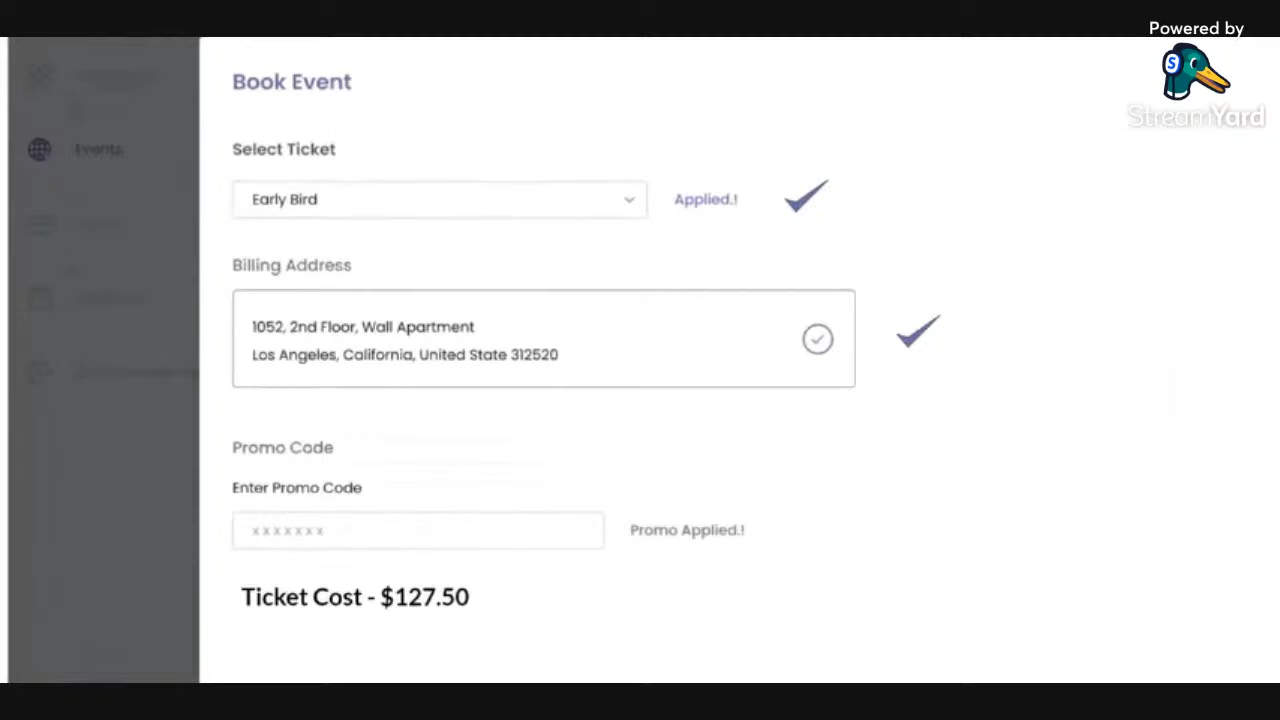 Powered by
StreamYard
Book Event
Events
Select Ticket
Early Bird
Applied.!
Billing Address
1052, 2nd Floor, Wall Apartment
Los Angeles, California, United State 312520
Promo Code
Enter Promo Code
x x x x x x x
Promo Applied.!
Ticket Cost - $127.50